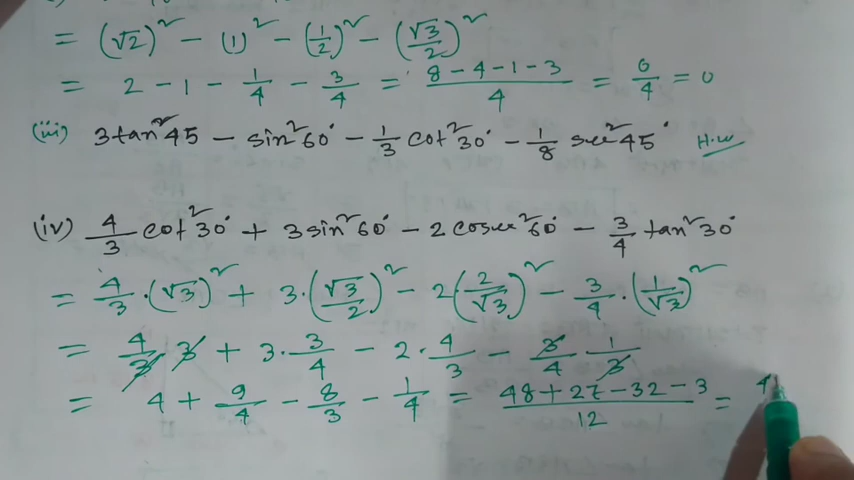 = (√2)² - (1)² - (1/2)² - (√3/2)²
= 2 - 1 - 1/4 - 3/4 = (8 - 4 - 1 - 3)/4 = 0/4 = 0
(iii) 3tan²45 - sin²60° - 1/3 cot²30° - 1/8 sec²45° H.W
(iv) 4/3 cot²30° + 3sin²60° - 2cosec²60° - 3/4 tan²30°
= 4/3 · (√3)² + 3·(√3/2)² - 2(2/√3)² - 3/4 · (1/√3)²
= 4/3 · 3 + 3·3/4 - 2·4/3 - 3/4 · 1/3
= 4 + 9/4 - 8/3 - 1/4 = (48 + 27 - 32 - 3)/12 =